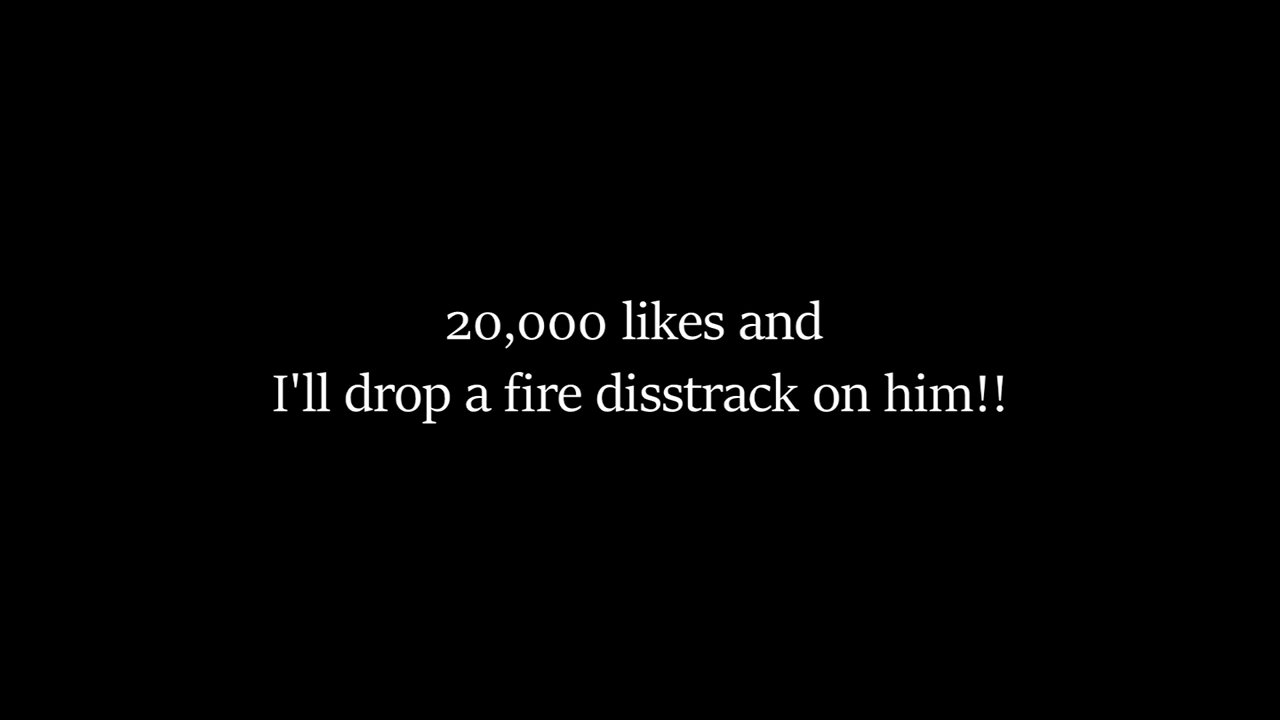 20,000 likes and
I'll drop a fire disstrack on him!!